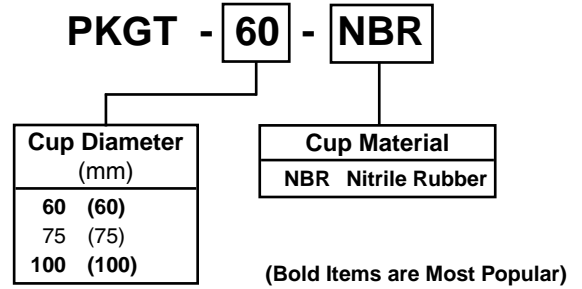 PKGT - 60 - NBR
Cup Diameter
(mm)
60 (60)
75 (75)
100 (100)
Cup Material
NBR Nitrile Rubber
(Bold Items are Most Popular)